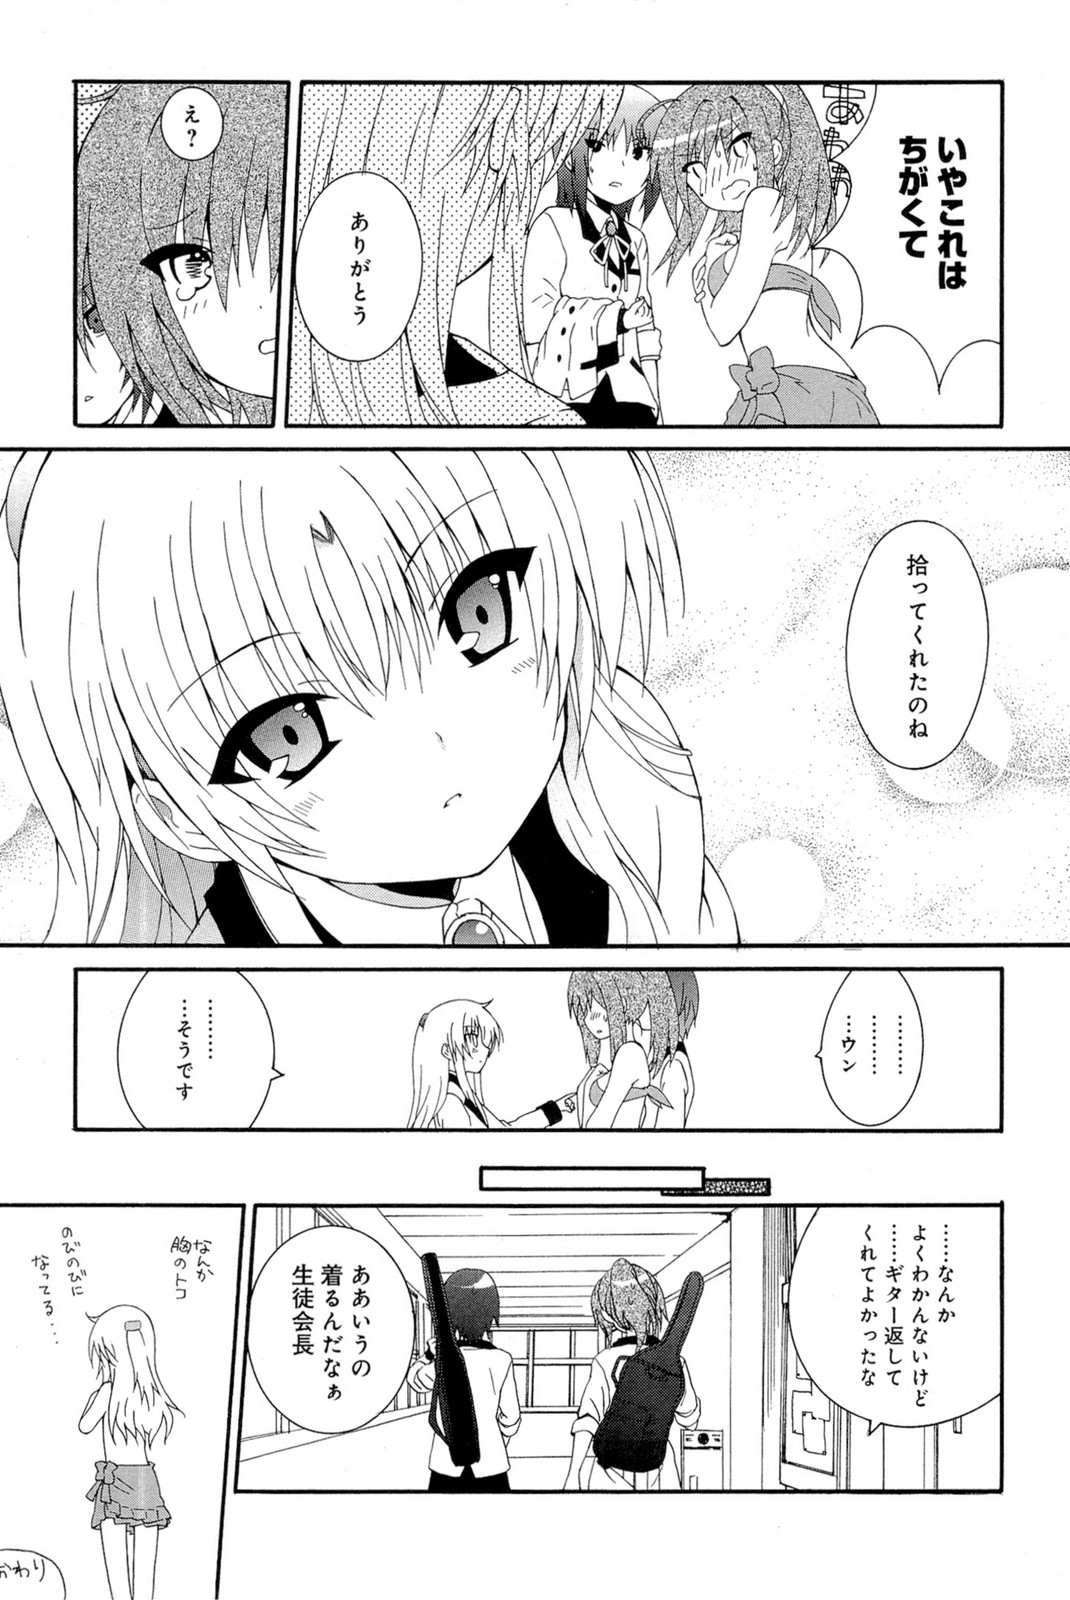 いやこれは
ちがくて
あわわ
ありがとう
え?
拾ってくれたのね
…………
…ウン
………
…そうです
……なんか
よくわかんないけど
……ギター返して
くれてよかったな
ああいうの
着るんだなぁ
生徒会長
なんか
胸のトコ
のびのびに
なってる…
おわり